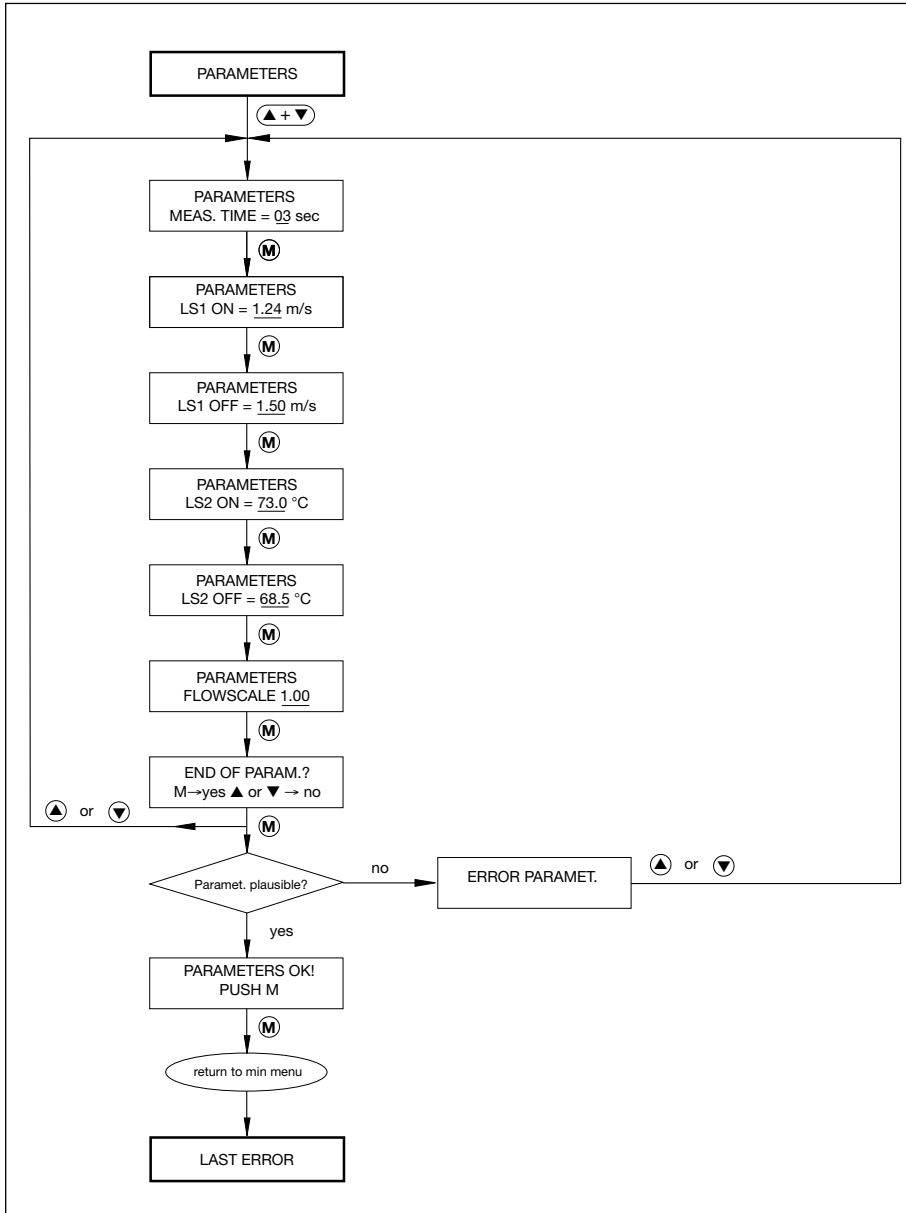 PARAMETERS
▲ + ▼
PARAMETERS
MEAS. TIME = 03 sec
M
PARAMETERS
LS1 ON = 1.24 m/s
M
PARAMETERS
LS1 OFF = 1.50 m/s
M
PARAMETERS
LS2 ON = 73.0 °C
M
PARAMETERS
LS2 OFF = 68.5 °C
M
PARAMETERS
FLOWSCALE 1.00
M
END OF PARAM.?
M→yes ▲ or ▼ → no
▲ or ▼
M
Paramet. plausible?
no
ERROR PARAMET.
▲ or ▼
yes
PARAMETERS OK!
PUSH M
M
return to min menu
LAST ERROR